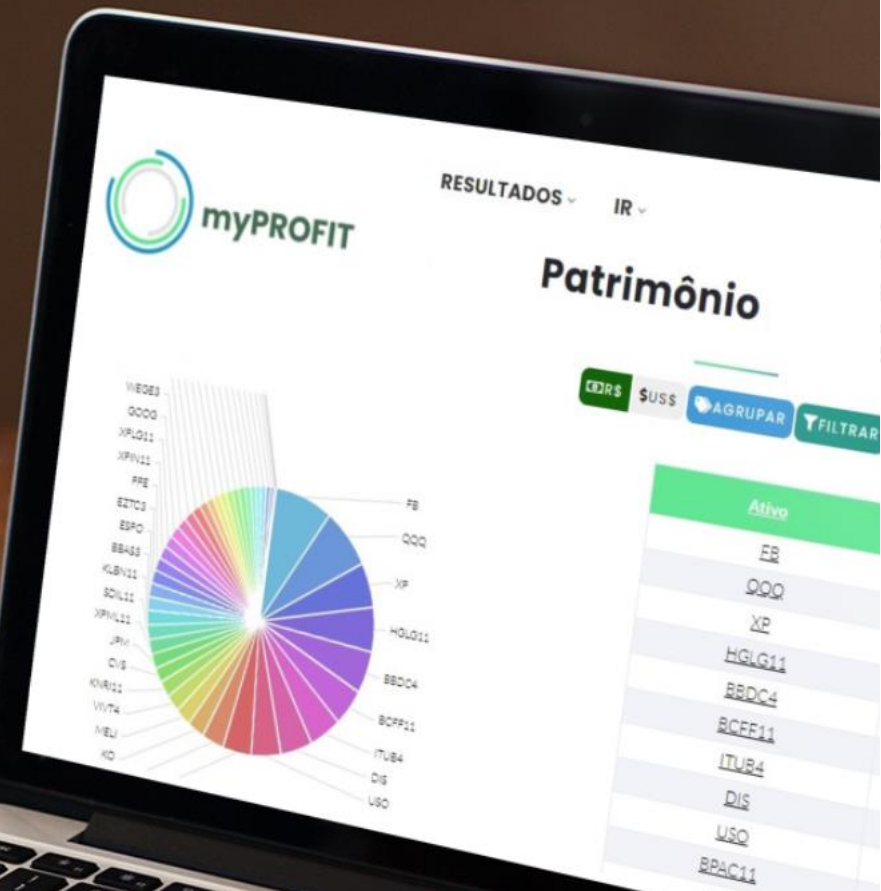 myPROFIT
RESULTADOS
IR
Patrimônio
R$
$US$
AGRUPAR
FILTRAR
WEGE3
GOOG
XPLG11
XPIN11
PFE
EZTC3
ESPO
BBAS3
KLBN11
XPML11
JPM
CVS
KNRI11
VIVT4
MELI
KO
FB
QQQ
XP
HGLG11
BBDC4
BCFF11
ITUB4
DIS
USO
Ativo
FB
QQQ
XP
HGLG11
BBDC4
BCFF11
ITUB4
DIS
USO
BPAC11